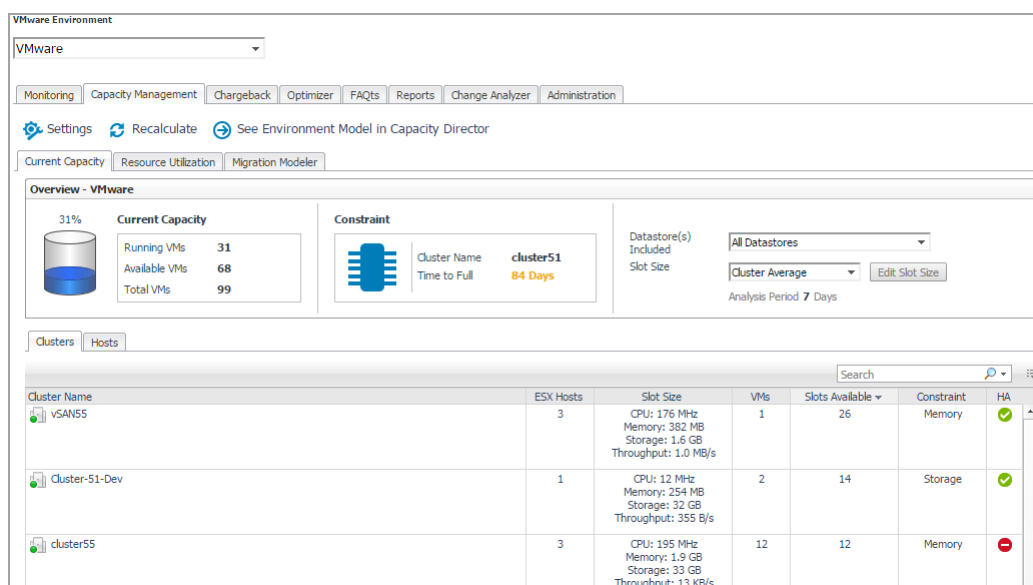 VMware Environment
VMware
Monitoring Capacity Management Chargeback Optimizer FAQts Reports Change Analyzer Administration
Settings Recalculate See Environment Model in Capacity Director
Current Capacity Resource Utilization Migration Modeler
Overview - VMware
31% Current Capacity
Running VMs 31
Available VMs 68
Total VMs 99
Constraint
Cluster Name cluster51
Time to Full 84 Days
Datastore(s) Included All Datastores
Slot Size Cluster Average Edit Slot Size
Analysis Period 7 Days
Clusters Hosts
Search
Cluster Name ESX Hosts Slot Size VMs Slots Available Constraint HA
vSAN55 3 CPU: 176 MHz 1 26 Memory
Memory: 382 MB
Storage: 1.6 GB
Throughput: 1.0 MB/s
Cluster-51-Dev 1 CPU: 12 MHz 2 14 Storage
Memory: 254 MB
Storage: 32 GB
Throughput: 355 B/s
cluster55 3 CPU: 195 MHz 12 12 Memory
Memory: 1.9 GB
Storage: 33 GB
Throughput: 13 KB/s